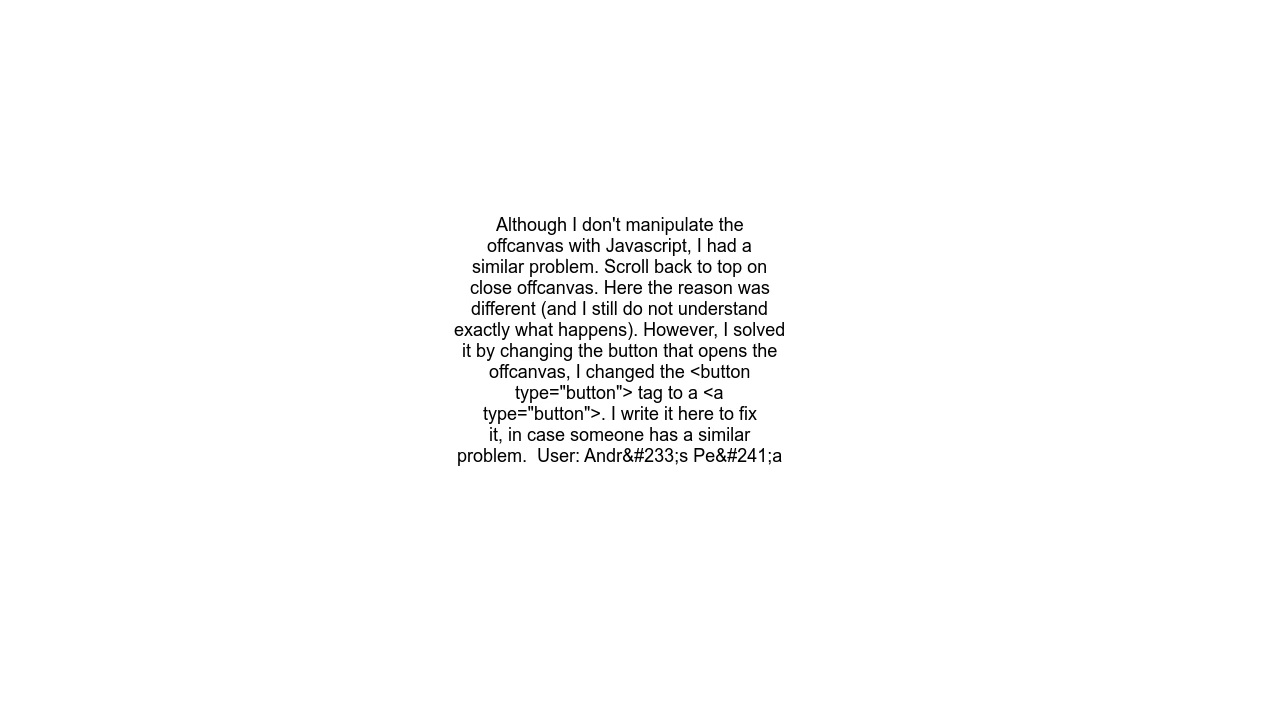 Although I don't manipulate the
offcanvas with Javascript, I had a
similar problem. Scroll back to top on
close offcanvas. Here the reason was
different (and I still do not understand
exactly what happens). However, I solved
it by changing the button that opens the
offcanvas, I changed the <button
type="button"> tag to a <a
type="button">. I write it here to fix
it, in case someone has a similar
problem.  User: Andr&#233;s Pe&#241;a